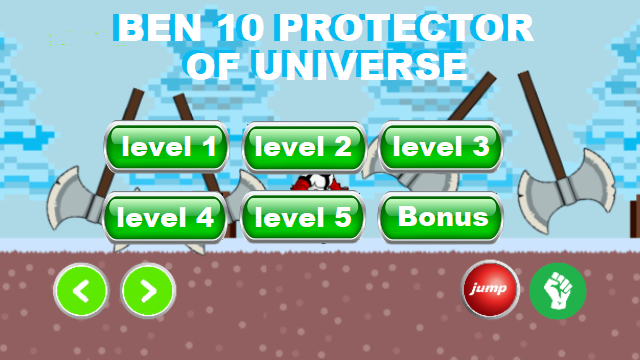 BEN 10 PROTECTOR
OF UNIVERSE
level 1 level 2 level 3
level 4 level 5 Bonus
jump